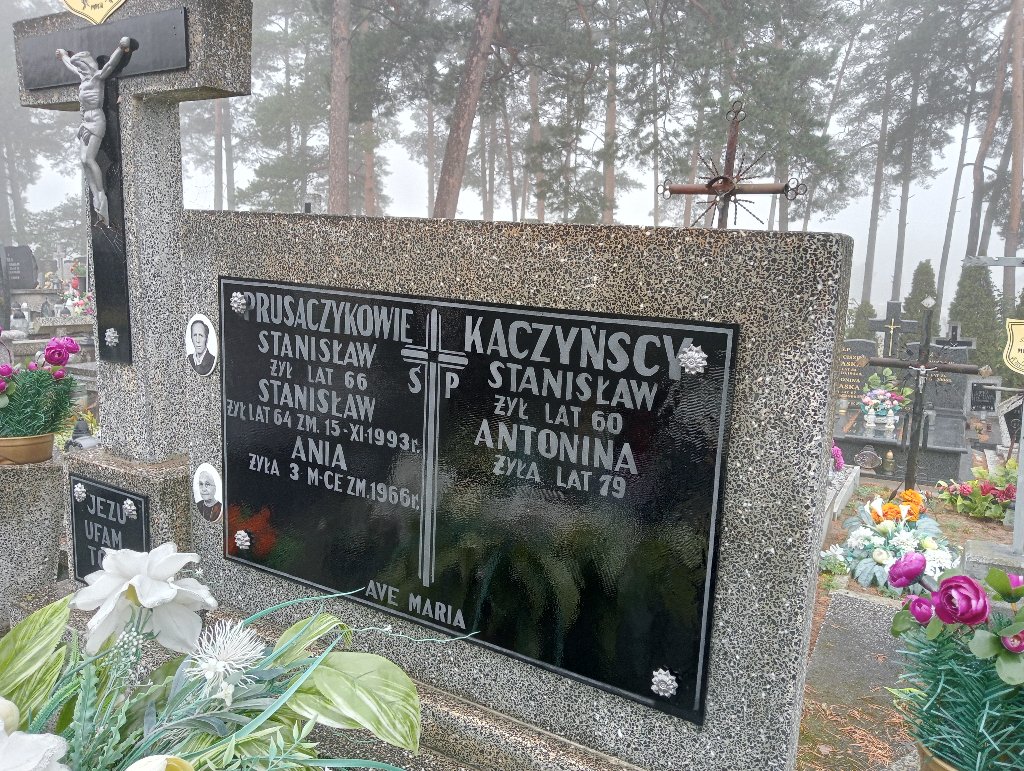 PRUSACZYKOWIE
STANISŁAW
ŻYŁ LAT 66
STANISŁAW
ŻYŁ LAT 64 ZM. 15-XI-1993r.
ANIA
ŻYŁA 3 M-CE ZM.1966r.
Ś P
KACZYŃSCY
STANISŁAW
ŻYŁ LAT 60
ANTONINA
ŻYŁA LAT 79
AVE MARIA
JEZU
UFAM